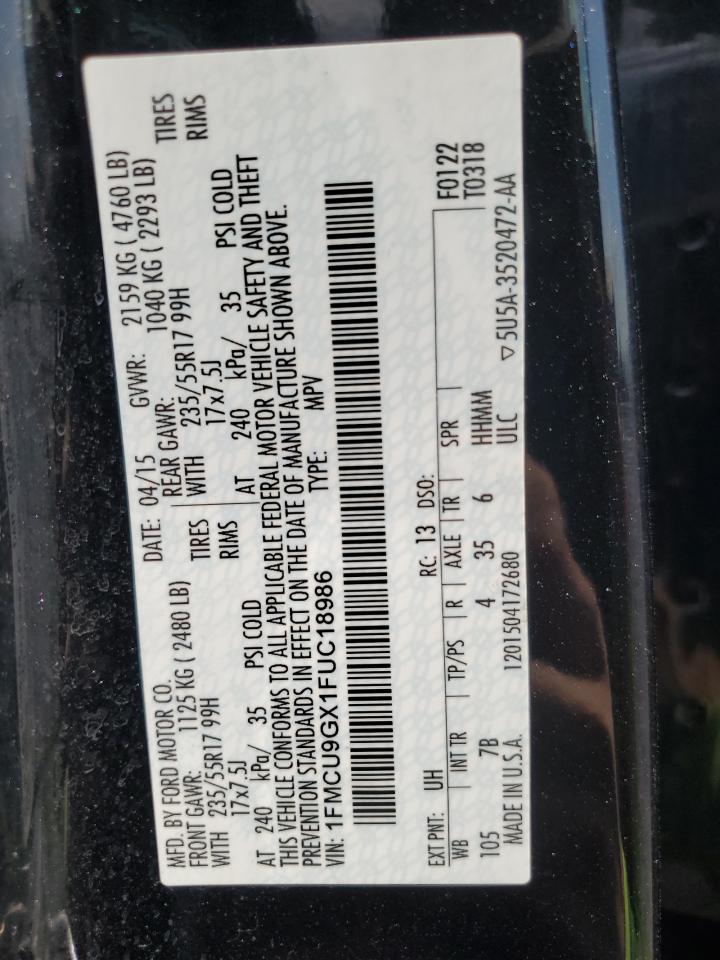 MFD. BY FORD MOTOR CO. DATE: 04/15 GVWR: 2159 KG ( 4760 LB)
FRONT GAWR: 1125 KG ( 2480 LB) REAR GAWR: 1040 KG ( 2293 LB)
WITH 235/55R17 99H TIRES WITH 235/55R17 99H TIRES
17x7.5J RIMS 17x7.5J RIMS
AT 240 kPa/ 35 PSI COLD AT 240 kPa/ 35 PSI COLD
THIS VEHICLE CONFORMS TO ALL APPLICABLE FEDERAL MOTOR VEHICLE SAFETY AND THEFT
PREVENTION STANDARDS IN EFFECT ON THE DATE OF MANUFACTURE SHOWN ABOVE.
VIN: 1FMCU9GX1FUC18986 TYPE: MPV
EXT PNT: UH RC: 13 DSO: F0122
WB INT TR TP/PS R AXLE TR SPR T0318
105 7B 4 35 6 HHMM
MADE IN U.S.A. 1201504172680 ULC ▽5U5A-3520472-AA